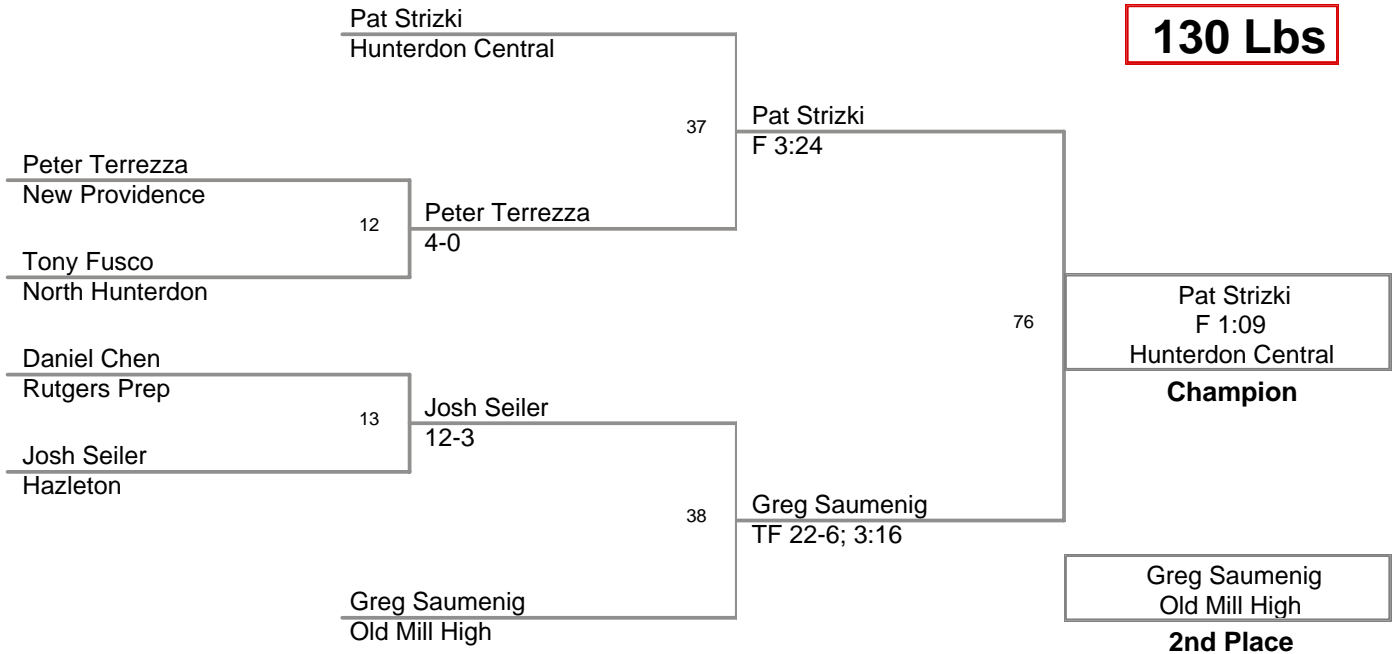 Pat Strizki
Hunterdon Central
130 Lbs
37
Pat Strizki
F 3:24
Peter Terrezza
New Providence
12
Peter Terrezza
4-0
Tony Fusco
North Hunterdon
76
Pat Strizki
F 1:09
Hunterdon Central
Champion
Daniel Chen
Rutgers Prep
13
Josh Seiler
12-3
Josh Seiler
Hazleton
38
Greg Saumenig
TF 22-6; 3:16
Greg Saumenig
Old Mill High
Greg Saumenig
Old Mill High
2nd Place